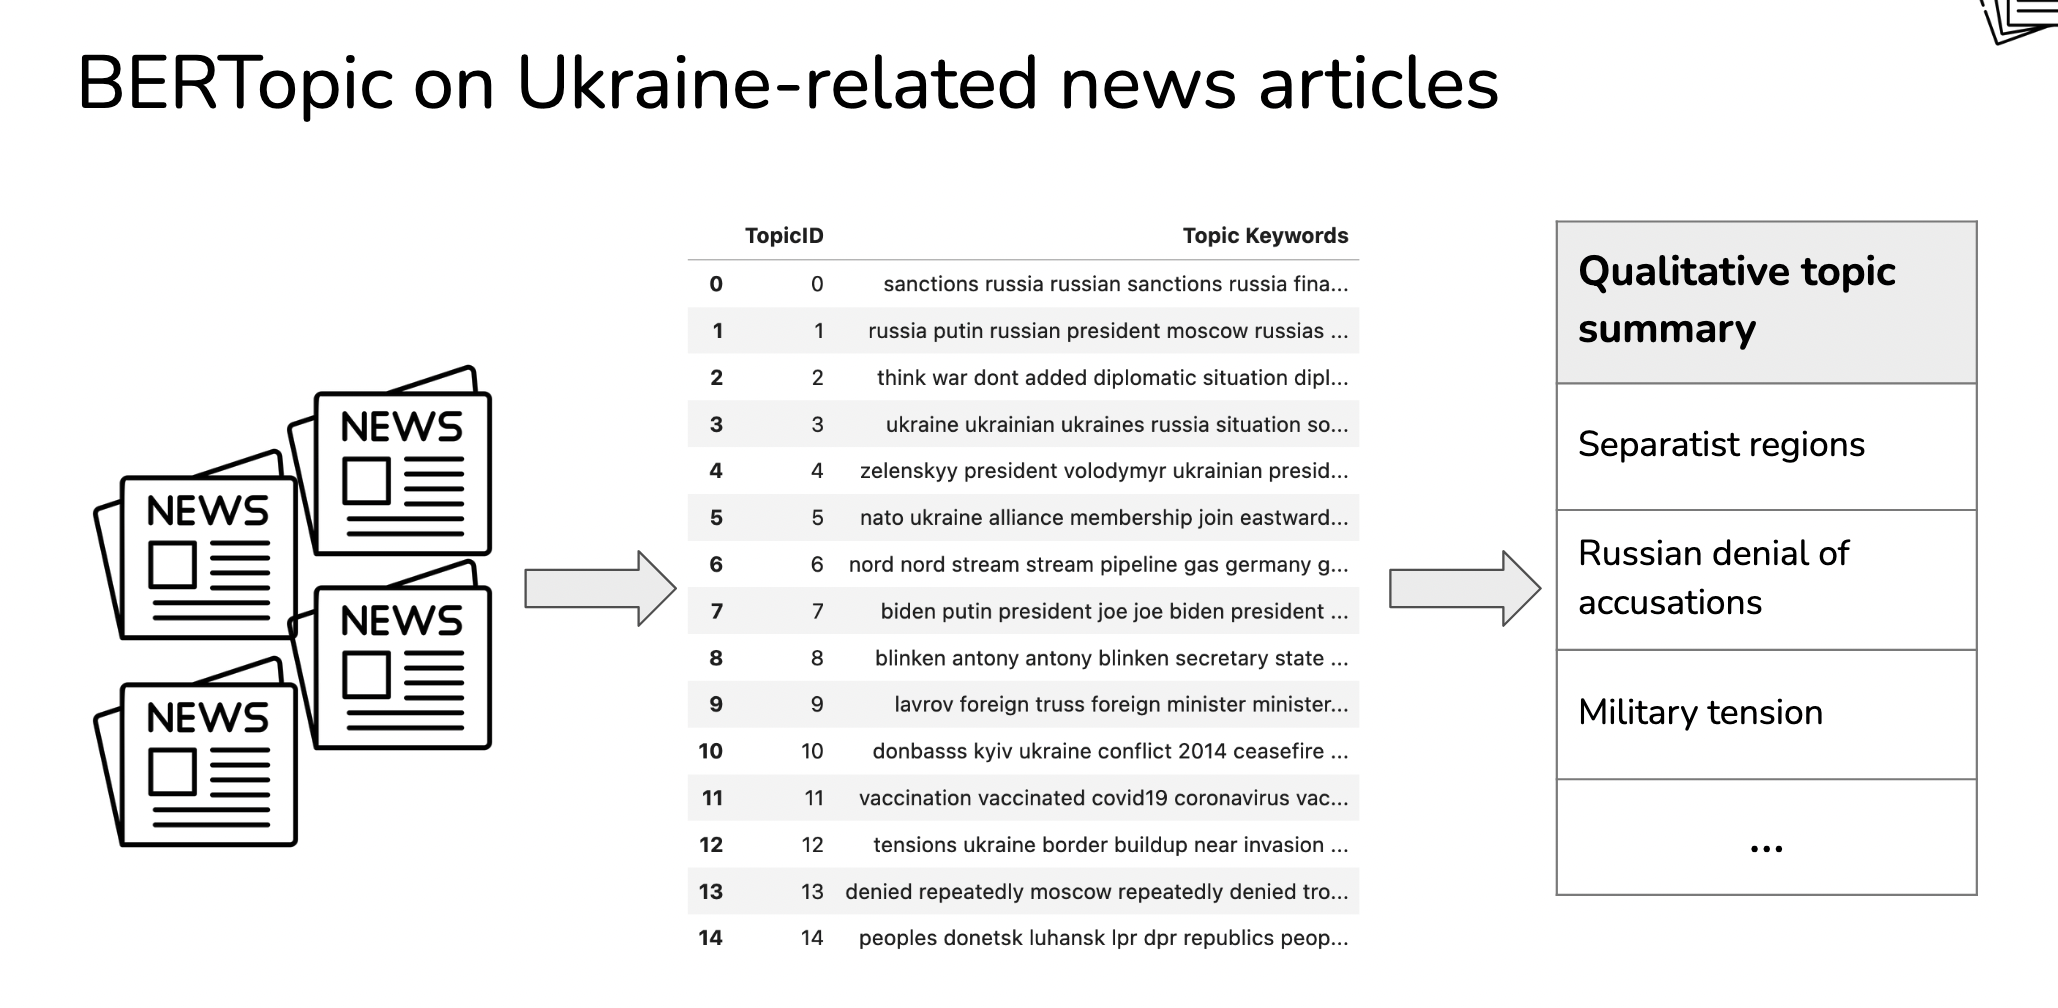 BERTopic on Ukraine-related news articles
NEWS
NEWS
NEWS
NEWS
TopicID Topic Keywords
0 0 sanctions russia russian sanctions russia fina...
1 1 russia putin russian president moscow russias ...
2 2 think war dont added diplomatic situation dipl...
3 3 ukraine ukrainian ukraines russia situation so...
4 4 zelenskyy president volodymyr ukrainian presid...
5 5 nato ukraine alliance membership join eastward...
6 6 nord nord stream stream pipeline gas germany g...
7 7 biden putin president joe joe biden president ...
8 8 blinken antony antony blinken secretary state ...
9 9 lavrov foreign truss foreign minister minister...
10 10 donbasss kyiv ukraine conflict 2014 ceasefire ...
11 11 vaccination vaccinated covid19 coronavirus vac...
12 12 tensions ukraine border buildup near invasion ...
13 13 denied repeatedly moscow repeatedly denied tro...
14 14 peoples donetsk luhansk lpr dpr republics peop...
Qualitative topic
summary
Separatist regions
Russian denial of
accusations
Military tension
...